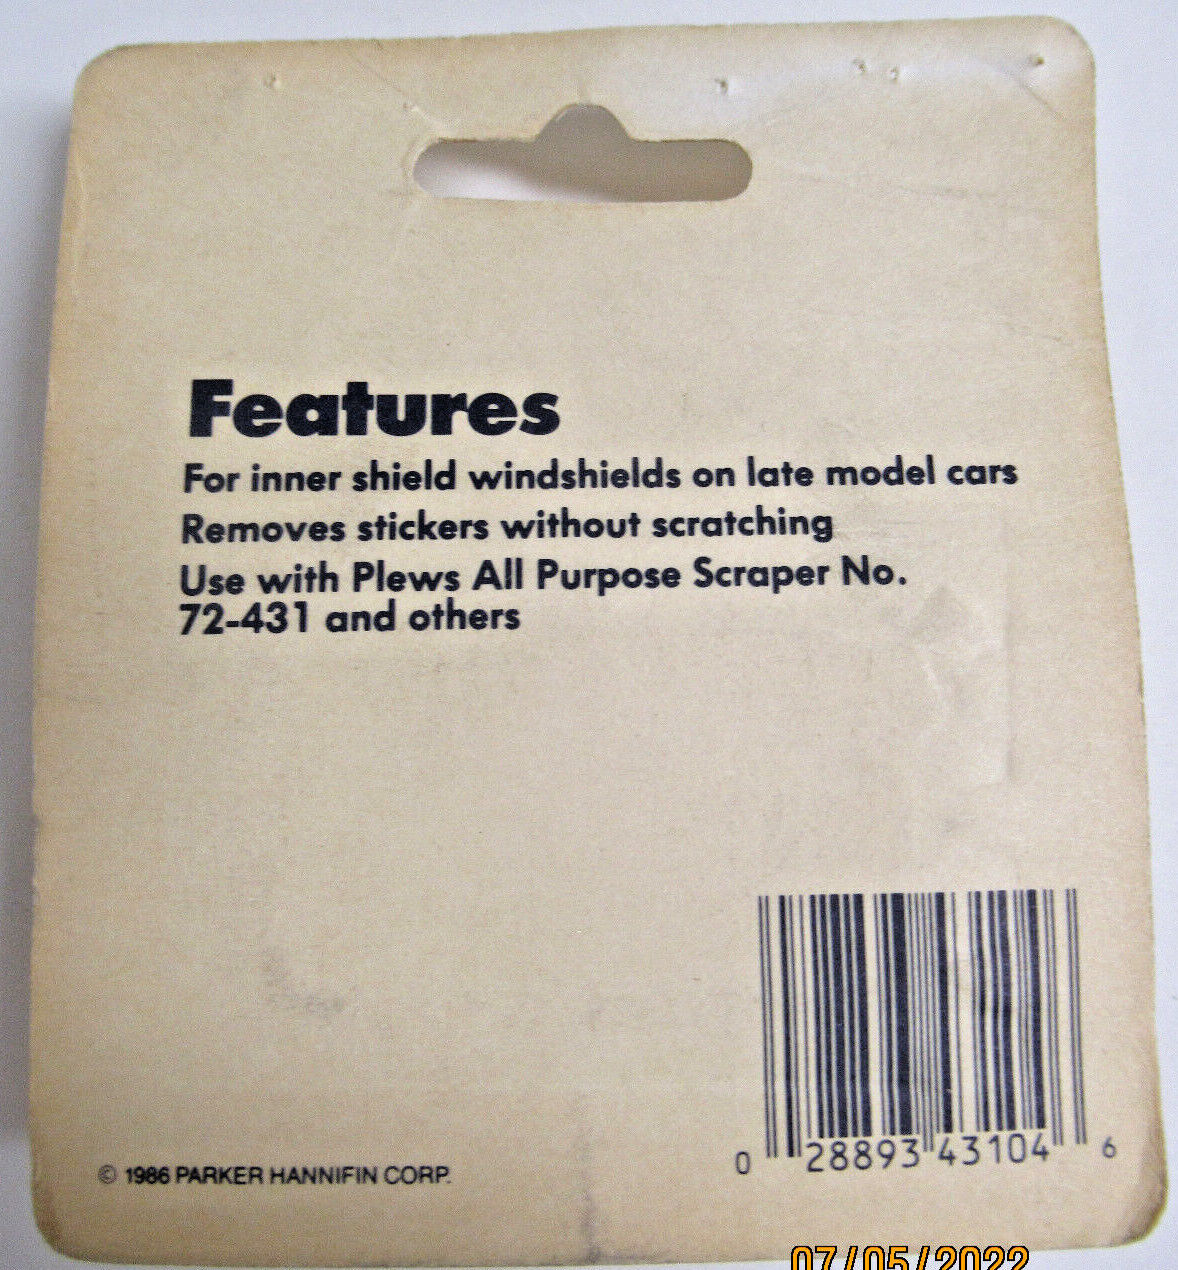 Features
For inner shield windshields on late model cars
Removes stickers without scratching
Use with Plews All Purpose Scraper No.
72-431 and others
0 28893 43104 6
© 1986 PARKER HANNIFIN CORP.
07/05/2022